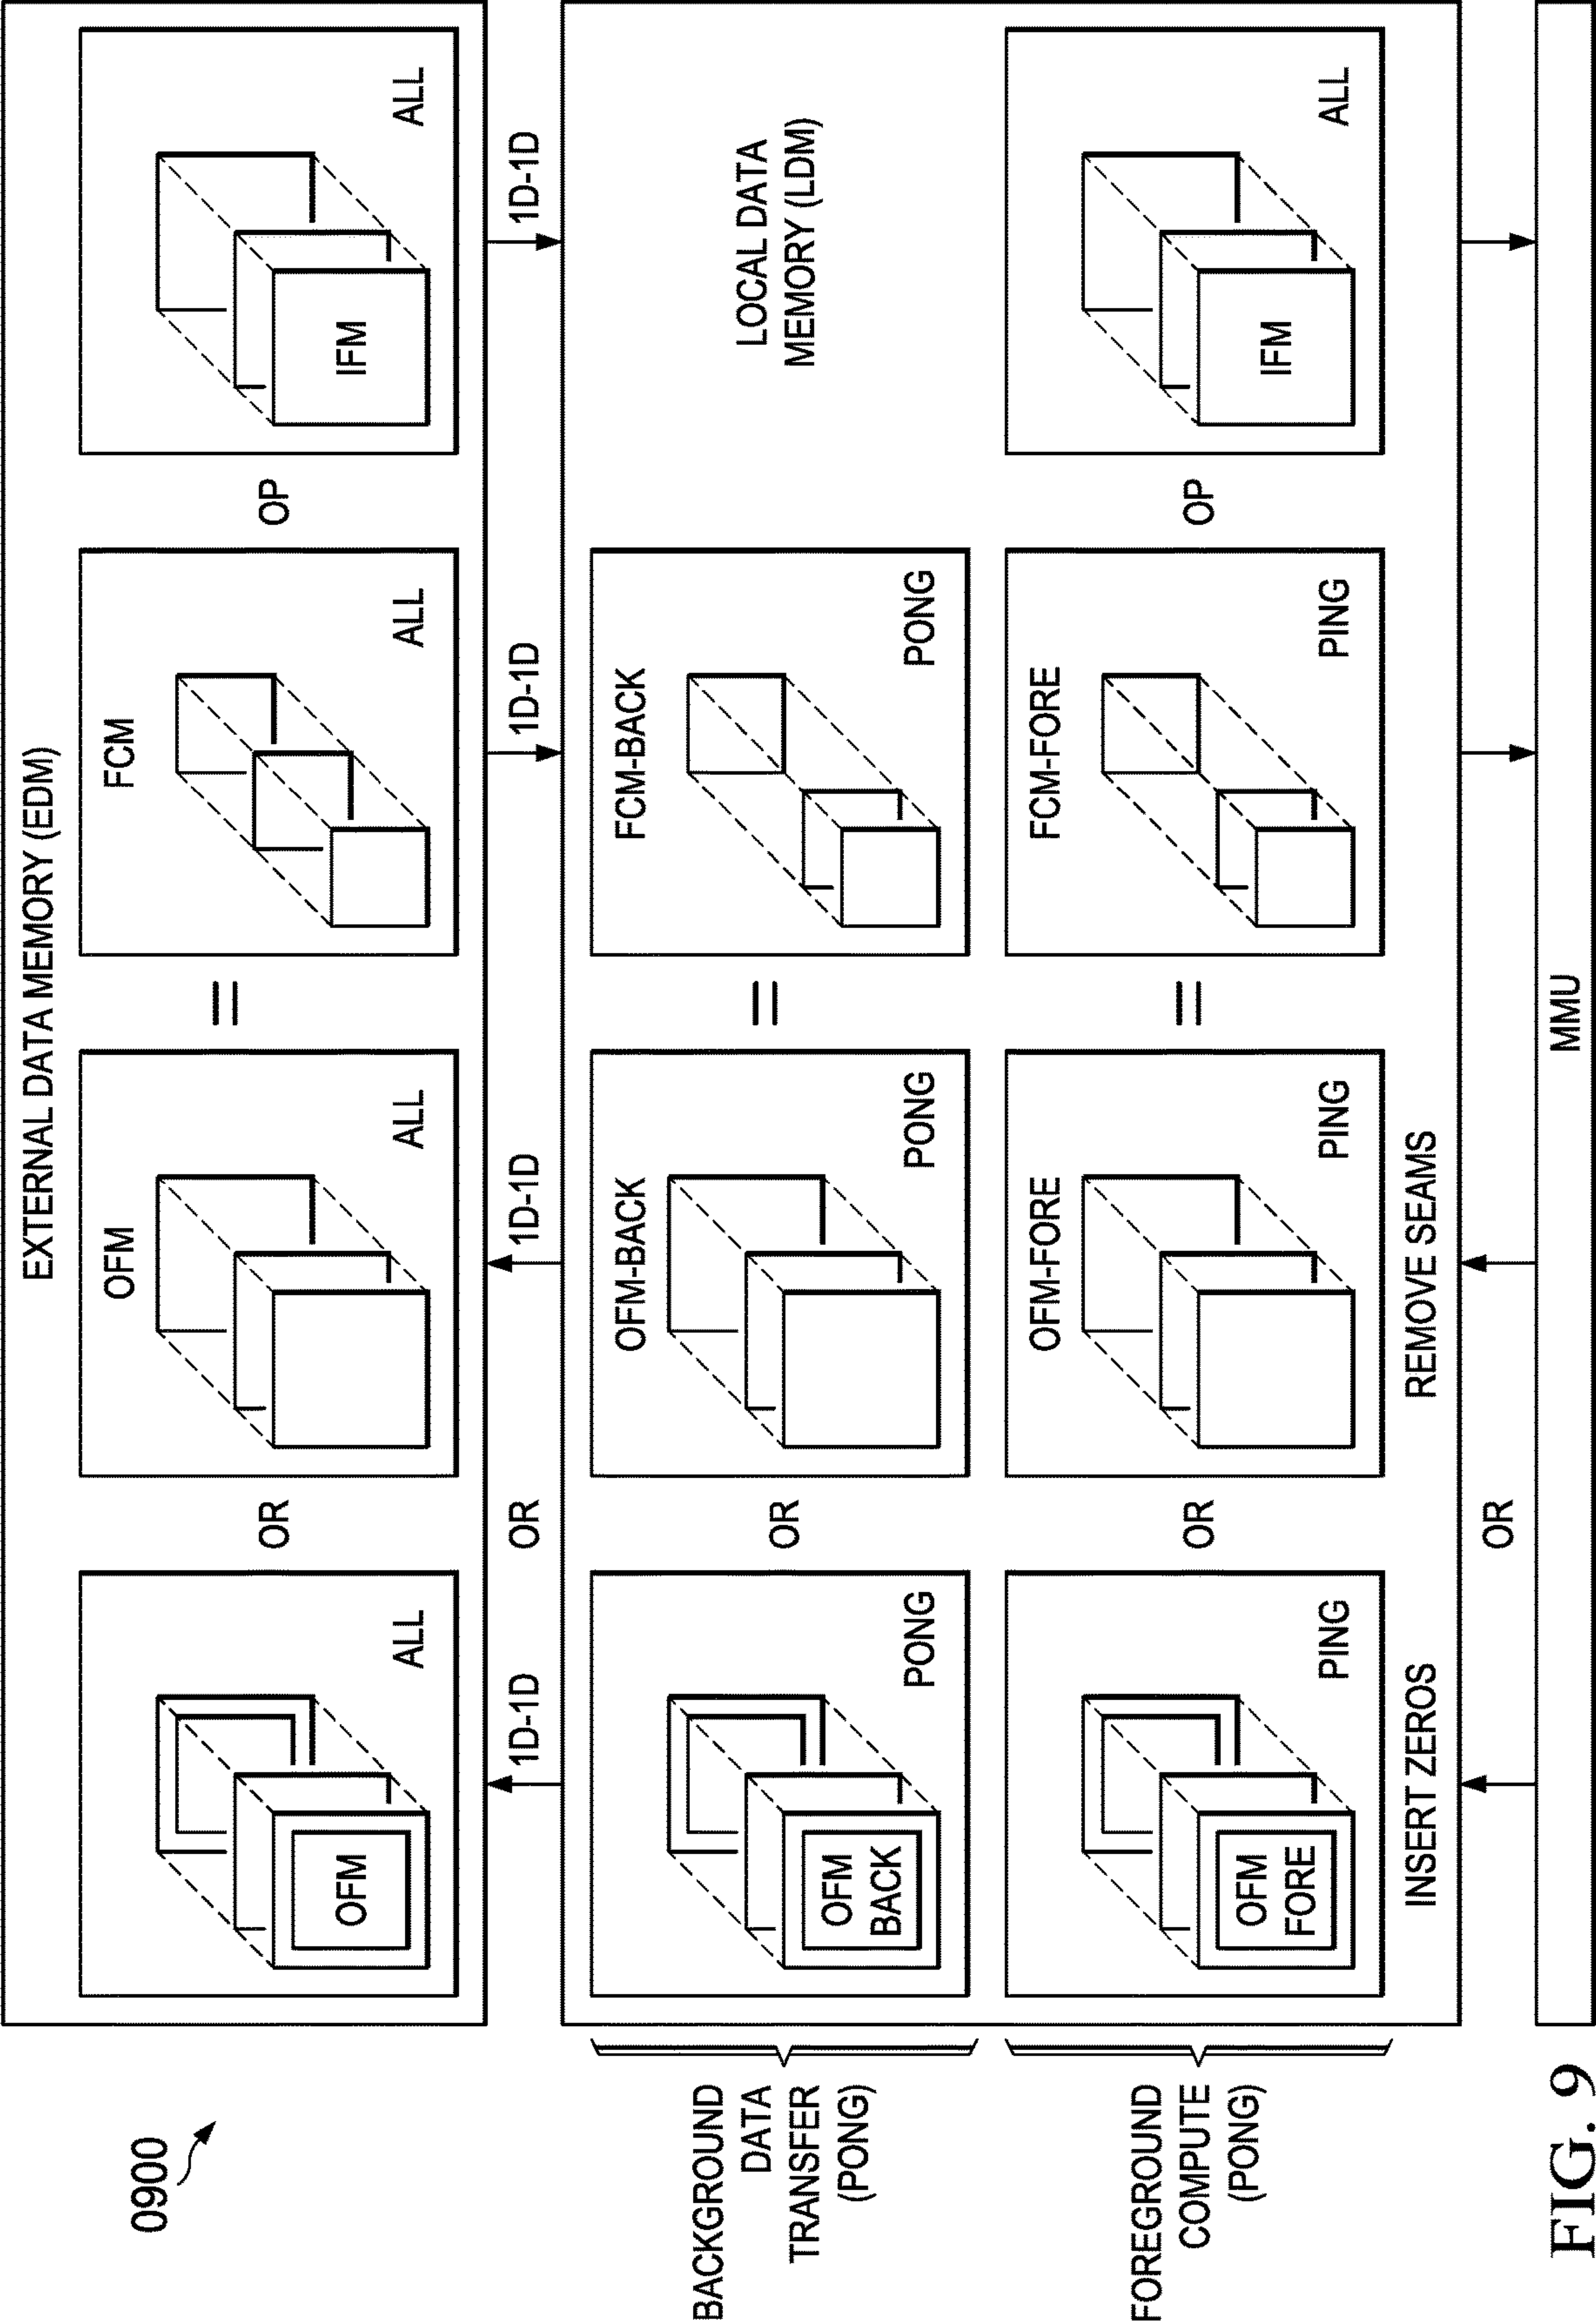 0900
EXTERNAL DATA MEMORY (EDM)
OFM
FCM
OFM
IFM
ALL
ALL
ALL
ALL
OR
=
OP
1D-1D
OR
1D-1D
1D-1D
1D-1D
BACKGROUND
DATA
TRANSFER
(PONG)
OFM-BACK
FCM-BACK
LOCAL DATA
MEMORY (LDM)
OFM
BACK
PONG
PONG
PONG
OR
=
FOREGROUND
COMPUTE
(PONG)
OFM-FORE
FCM-FORE
OFM
FORE
IFM
PING
PING
PING
ALL
OR
=
OP
INSERT ZEROS
REMOVE SEAMS
OR
MMU
FIG. 9